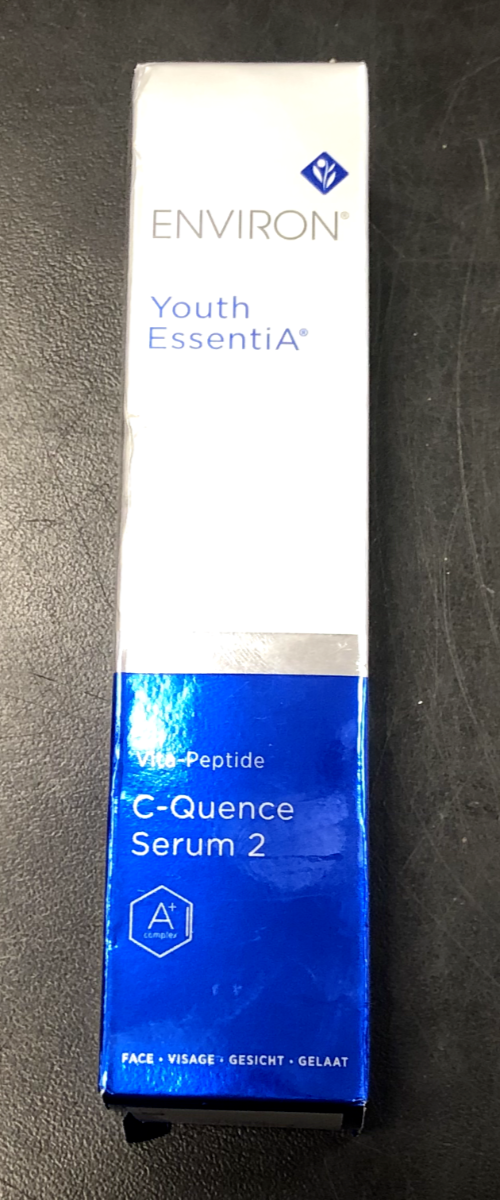 ENVIRON®
Youth
EssentiA®
Vita-Peptide
C-Quence
Serum 2
A+
complex
FACE • VISAGE • GESICHT • GELAAT